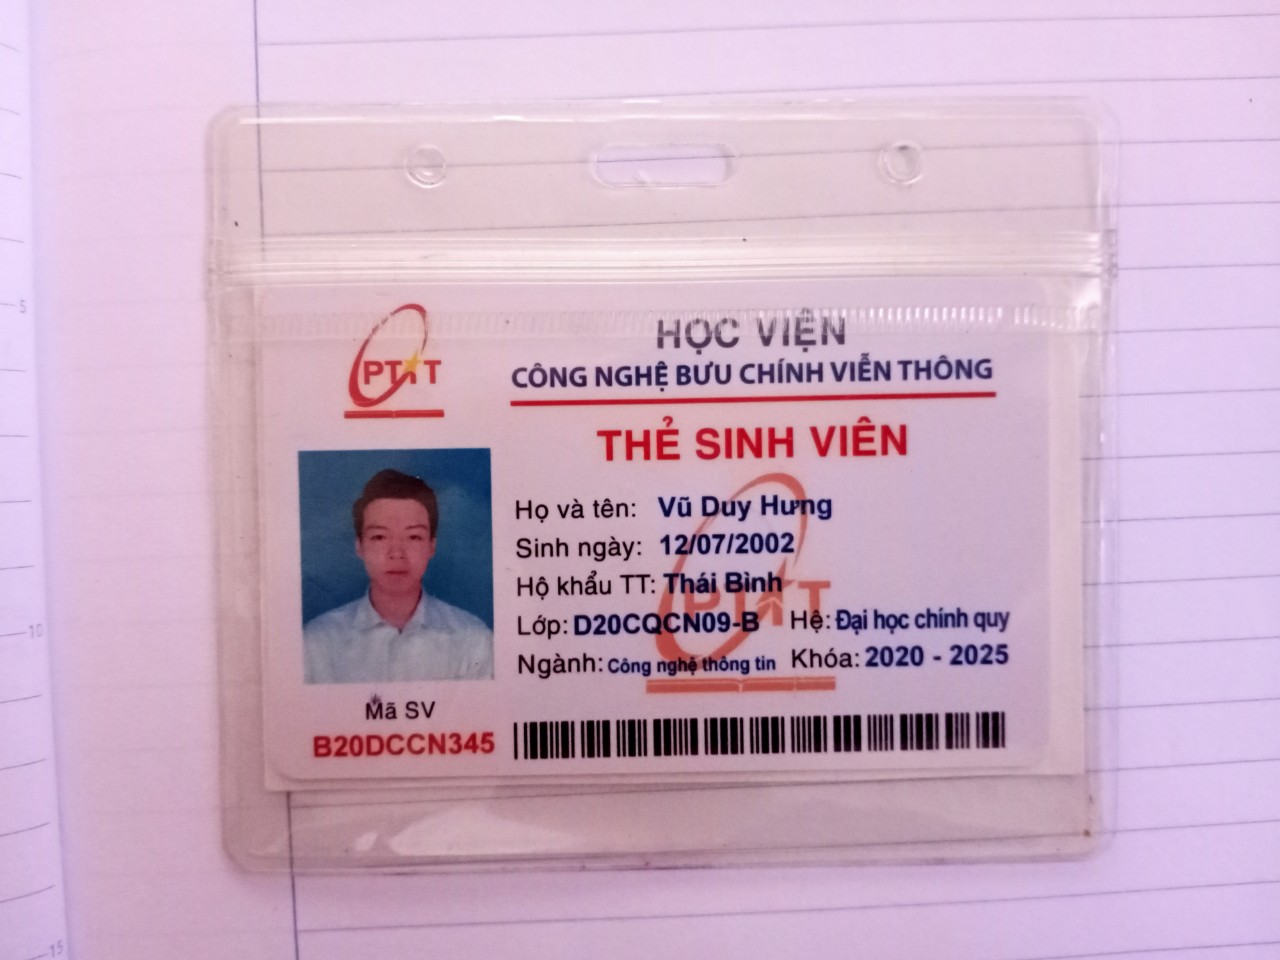 5
10
15
PTIT
HỌC VIỆN
CÔNG NGHỆ BƯU CHÍNH VIỄN THÔNG
THẺ SINH VIÊN
Họ và tên: Vũ Duy Hưng
Sinh ngày: 12/07/2002
Hộ khẩu TT: Thái Bình
PTIT
Lớp: D20CQCN09-B Hệ: Đại học chính quy
Ngành: Công nghệ thông tin Khóa: 2020 - 2025
Mã SV
B20DCCN345